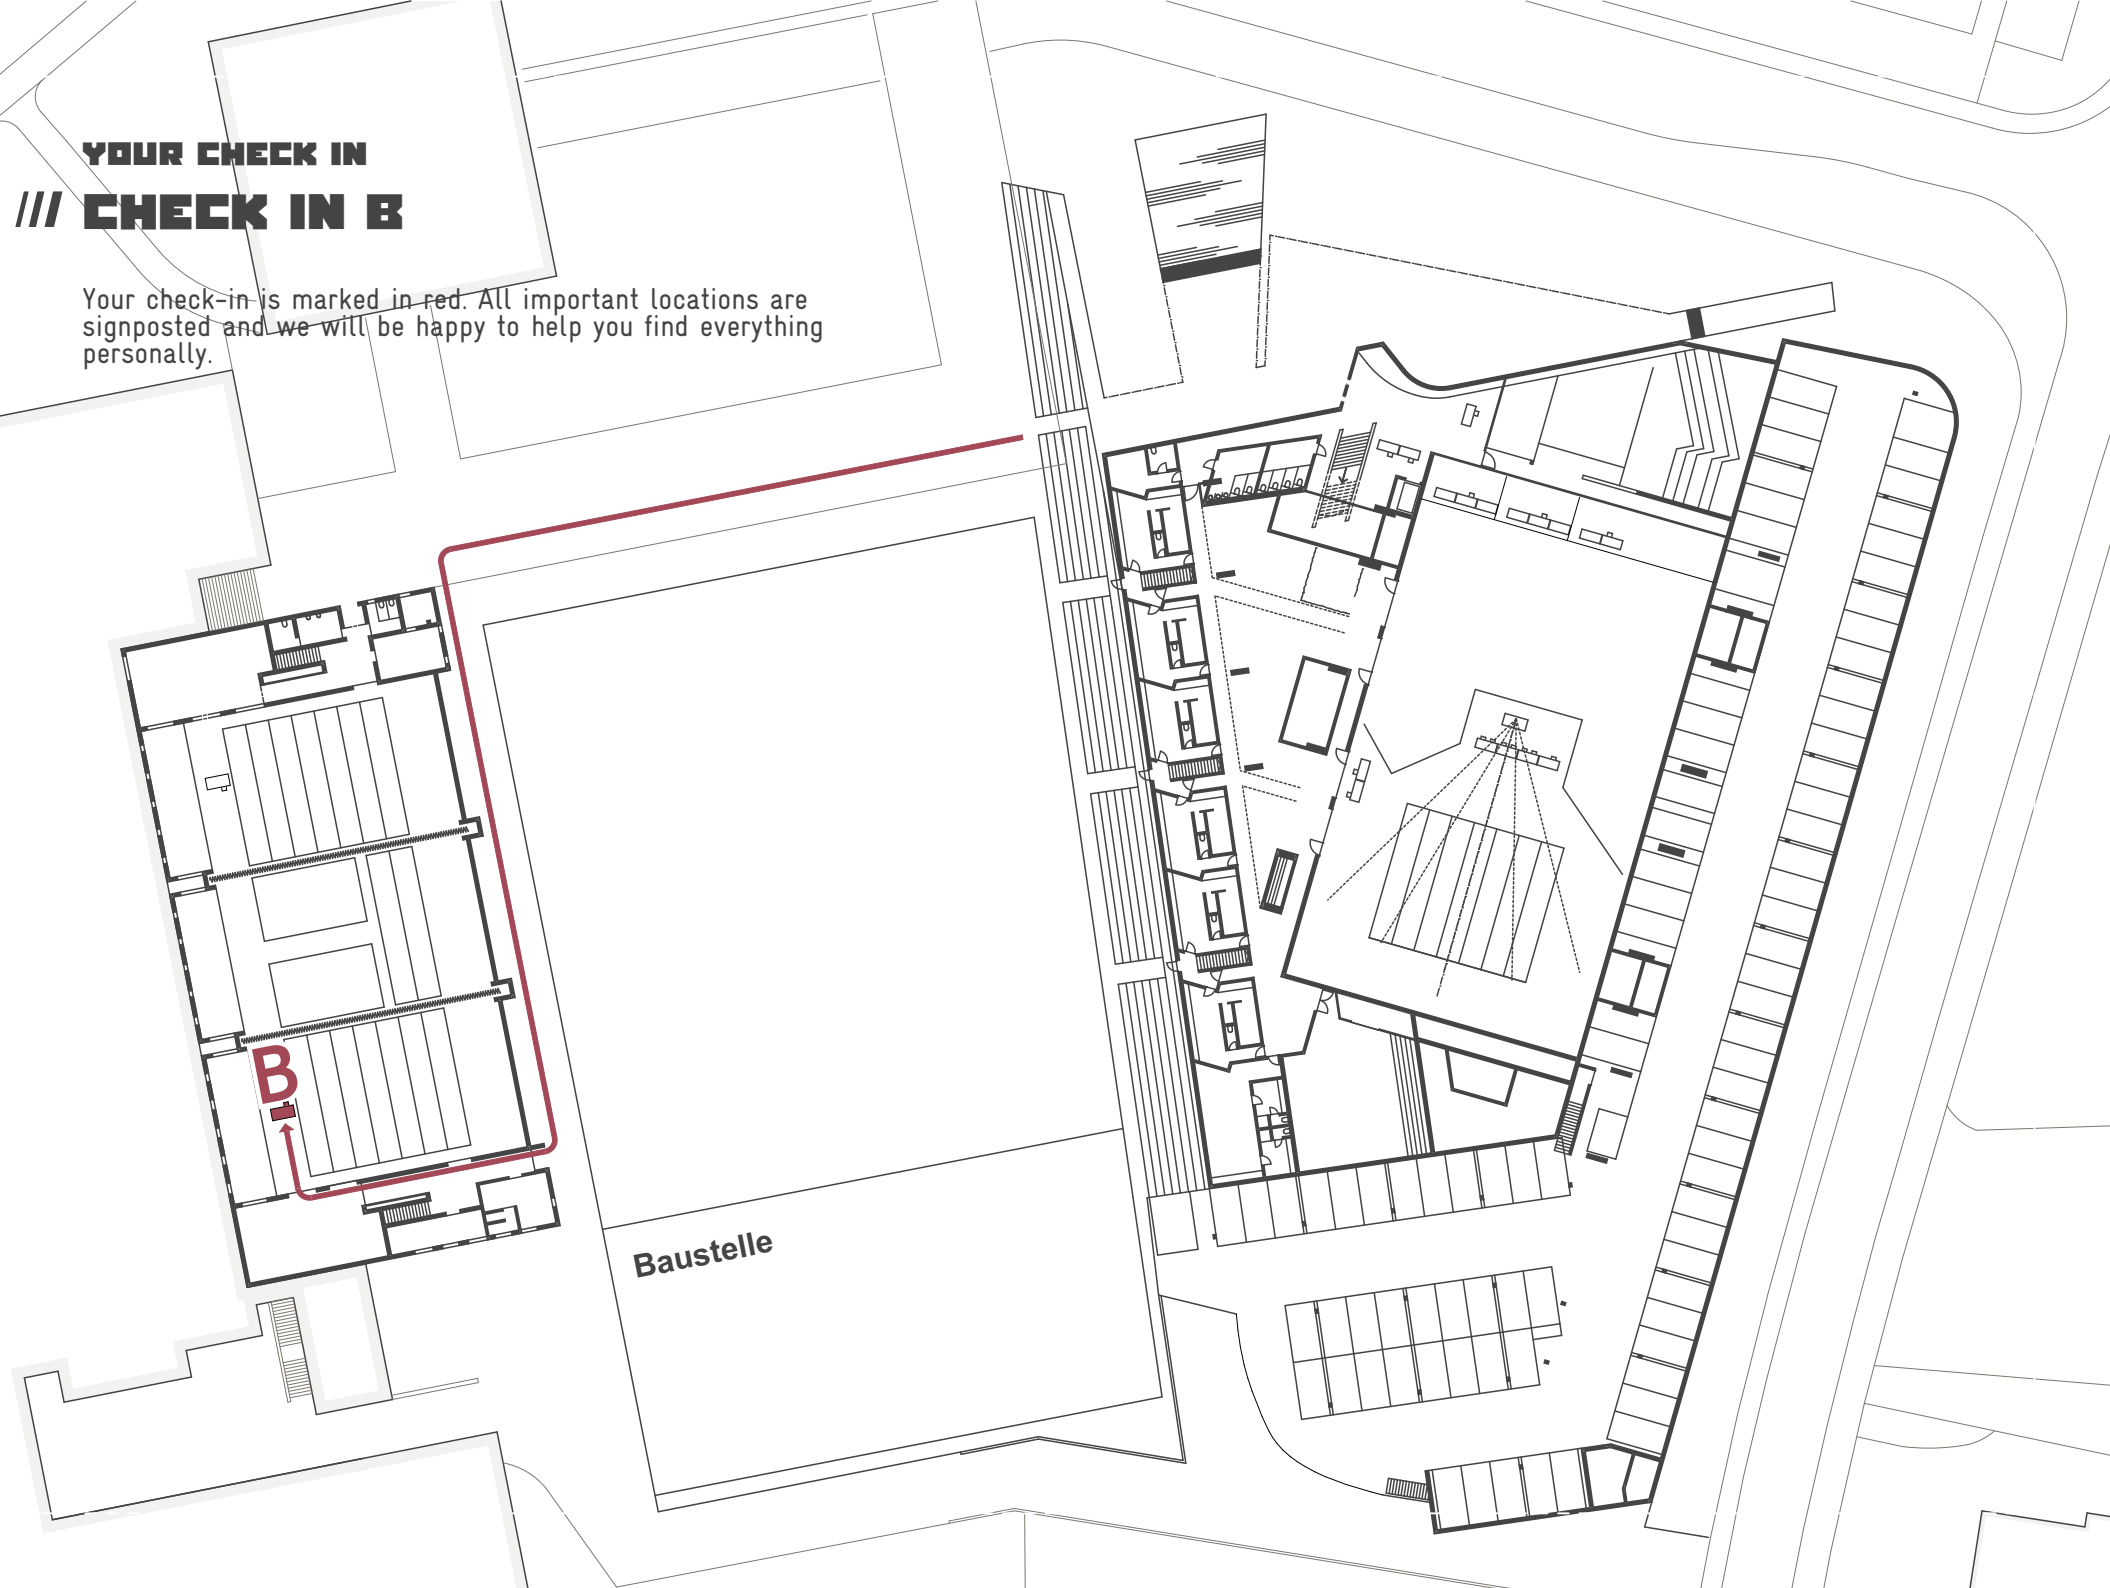 YOUR CHECK IN
/// CHECK IN B
Your check-in is marked in red. All important locations are
signposted and we will be happy to help you find everything
personally.
B
Baustelle